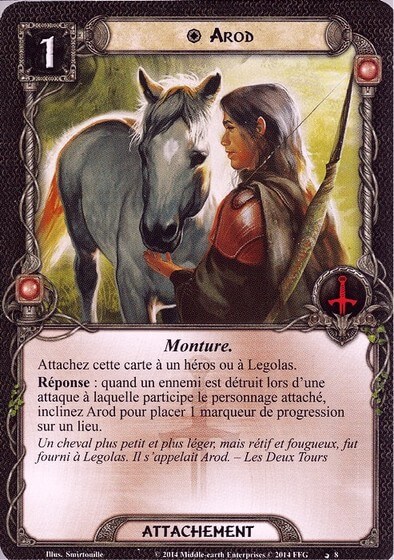 1
Arod
Monture.
Attachez cette carte à un héros ou à Legolas.
Réponse : quand un ennemi est détruit lors d'une
attaque à laquelle participe le personnage attaché,
inclinez Arod pour placer 1 marqueur de progression
sur un lieu.
Un cheval plus petit et plus léger, mais rétif et fougueux, fut
fourni à Legolas. Il s'appelait Arod. – Les Deux Tours
ATTACHEMENT
Illus. Smirtouille © 2014 Middle-earth Enterprises © 2014 FFG 8